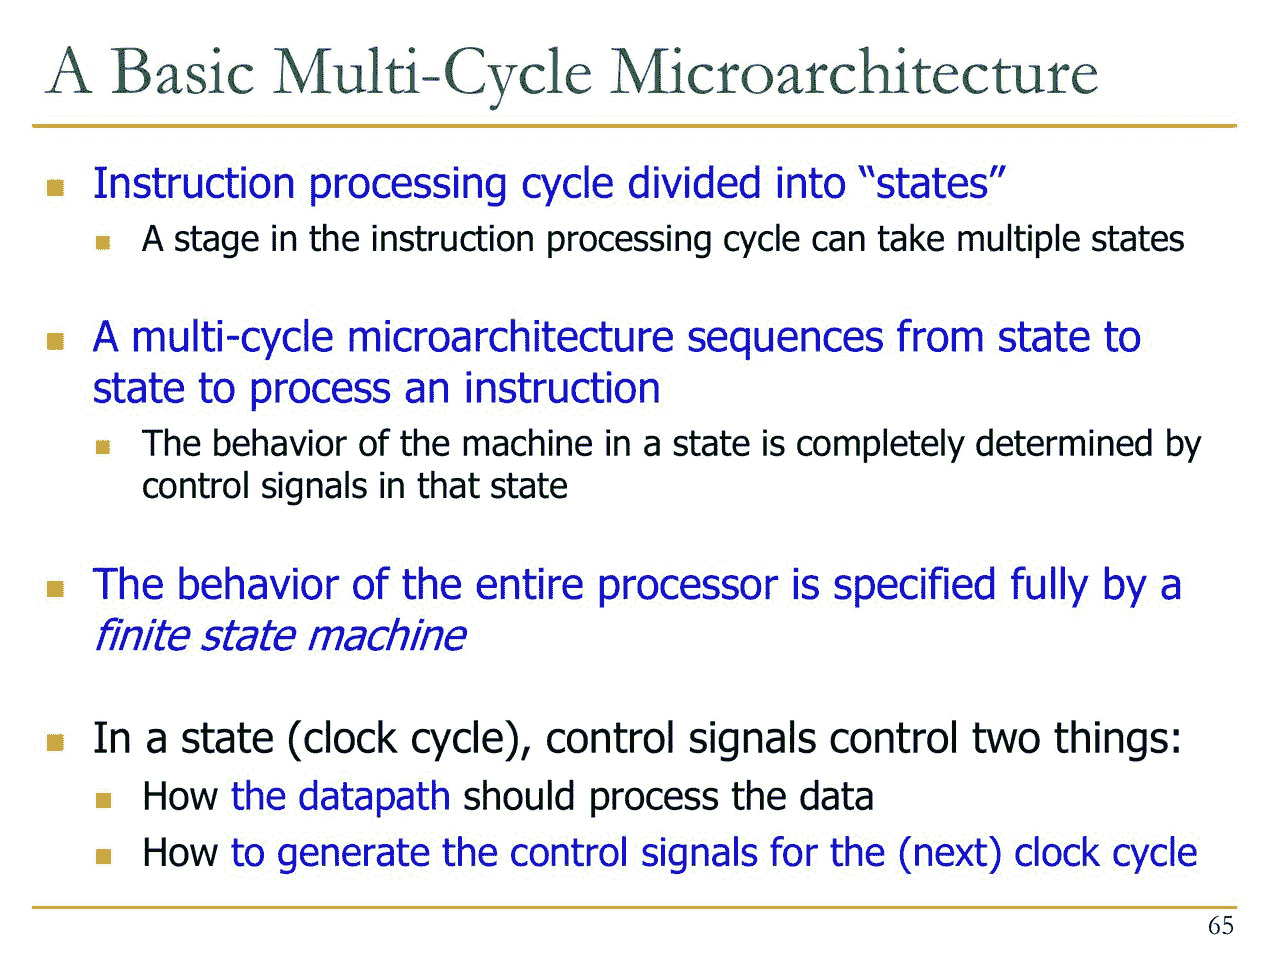 A Basic Multi-Cycle Microarchitecture
Instruction processing cycle divided into “states”
A stage in the instruction processing cycle can take multiple states
A multi-cycle microarchitecture sequences from state to
state to process an instruction
The behavior of the machine in a state is completely determined by
control signals in that state
The behavior of the entire processor is specified fully by a
finite state machine
In a state (clock cycle), control signals control two things:
How the datapath should process the data
How to generate the control signals for the (next) clock cycle
65